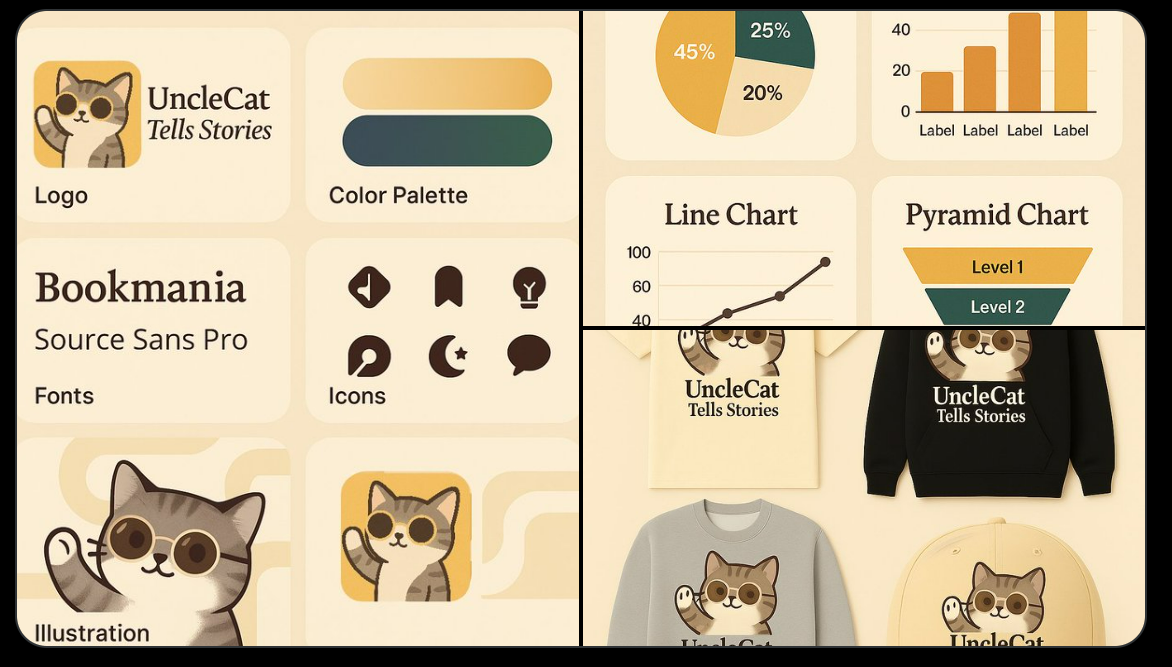 UncleCat
Tells Stories
Logo
Color Palette
Bookmania
Source Sans Pro
Fonts
Icons
Illustration
45%
25%
20%
40
20
0
Label Label Label Label
Line Chart
100
60
40
Pyramid Chart
Level 1
Level 2
UncleCat
Tells Stories
UncleCat
Tells Stories
UncleCat
UncleCat